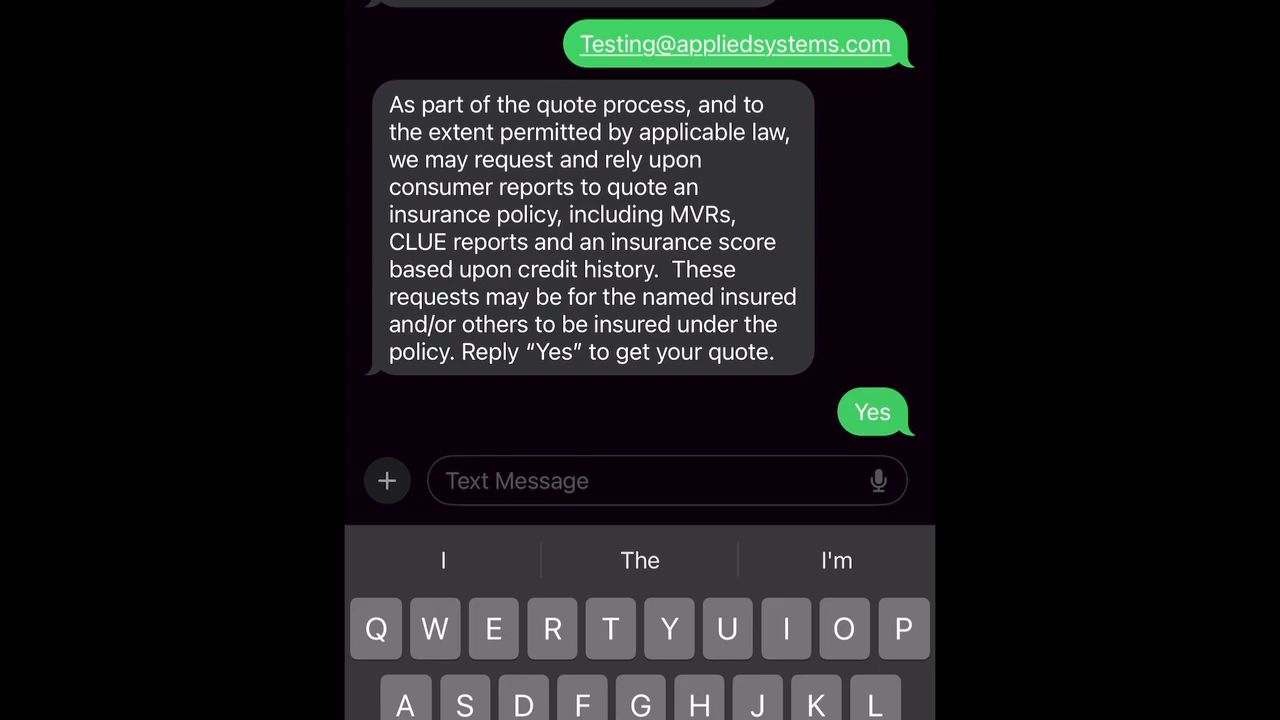 Testing@appliedsystems.com
As part of the quote process, and to
the extent permitted by applicable law,
we may request and rely upon
consumer reports to quote an
insurance policy, including MVRs,
CLUE reports and an insurance score
based upon credit history.  These
requests may be for the named insured
and/or others to be insured under the
policy. Reply “Yes” to get your quote.
Yes
+
Text Message
I The I'm
Q W E R T Y U I O P
A S D F G H J K L